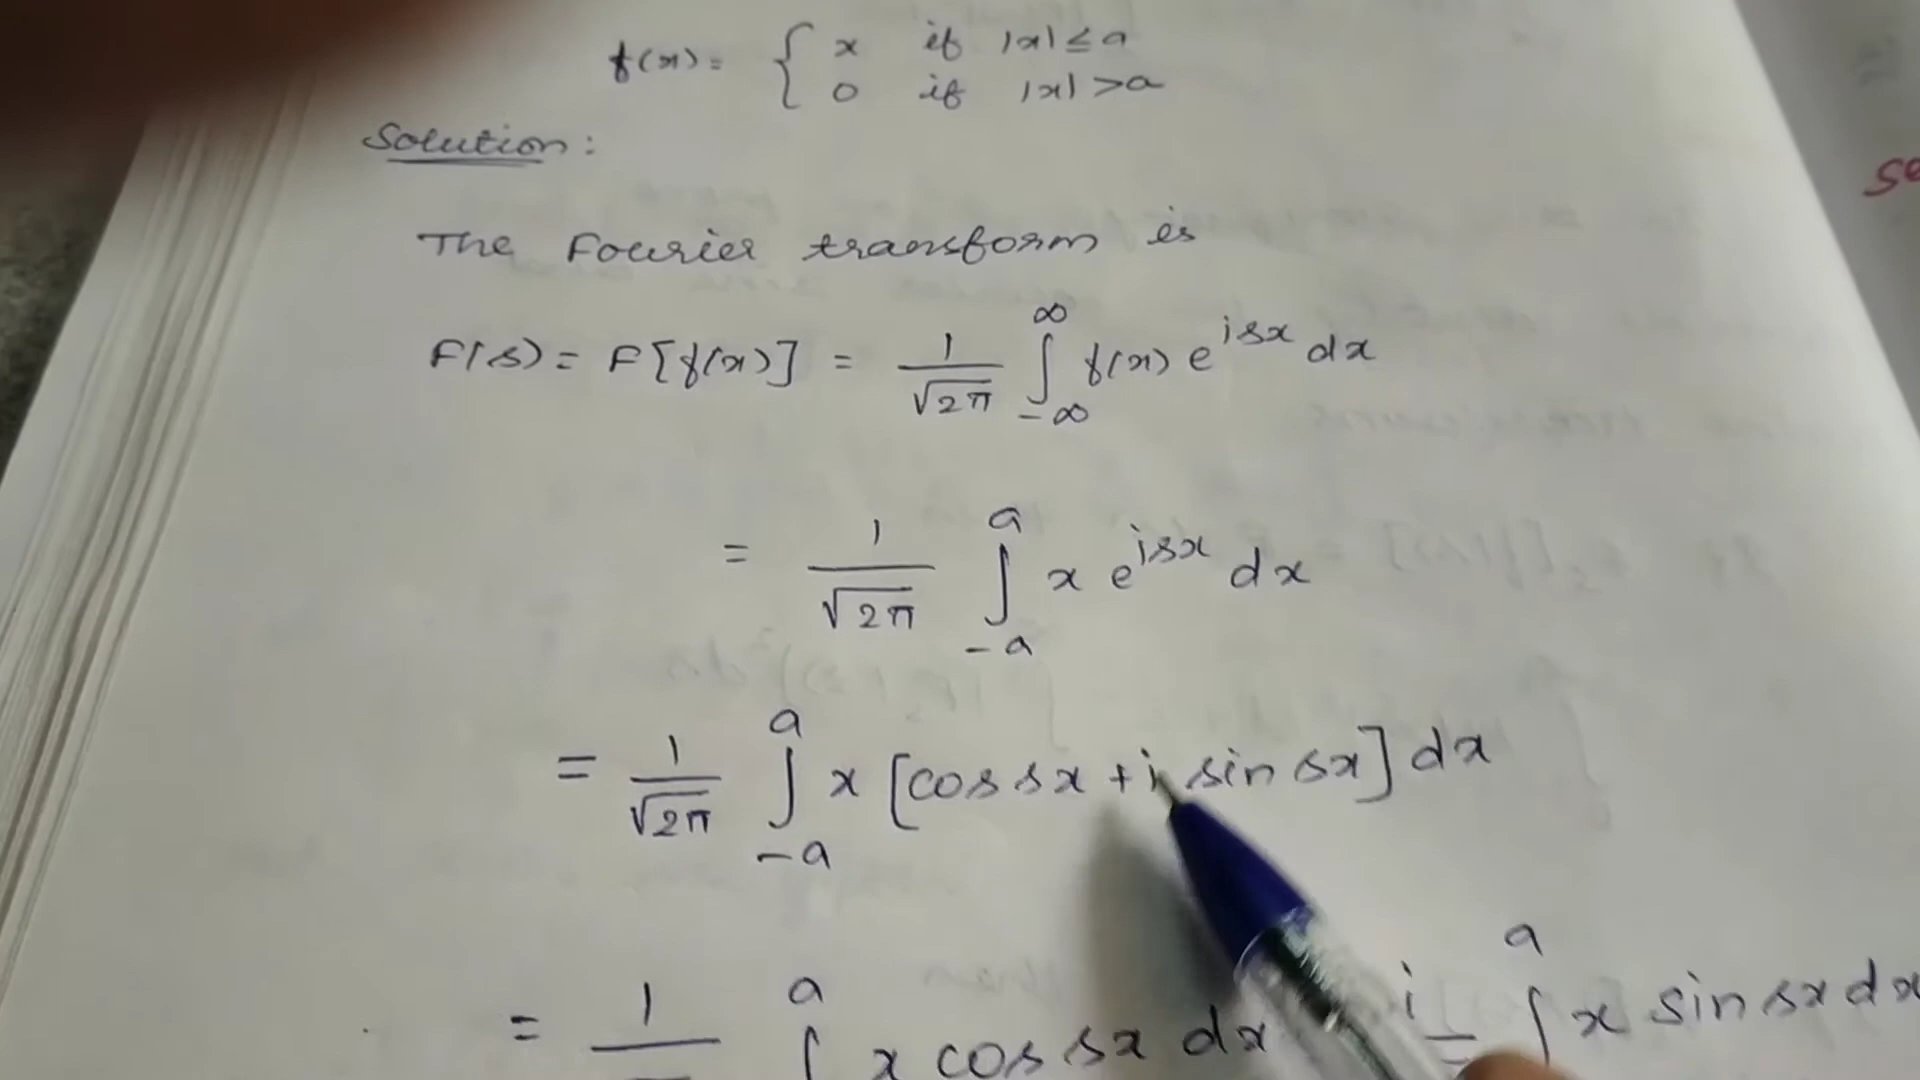 f(x) = { x if |x| ≤ a
0 if |x| > a
Solution:
The Fourier transform is
F(s) = F[f(x)] = 1/√2π ∫_{-∞}^{∞} f(x) e^{isx} dx
= 1/√2π ∫_{-a}^{a} x e^{isx} dx
= 1/√2π ∫_{-a}^{a} x [cos sx + i sin sx] dx
= 1 ∫^{a} x cos sx dx i ∫^{a} x sin sx dx